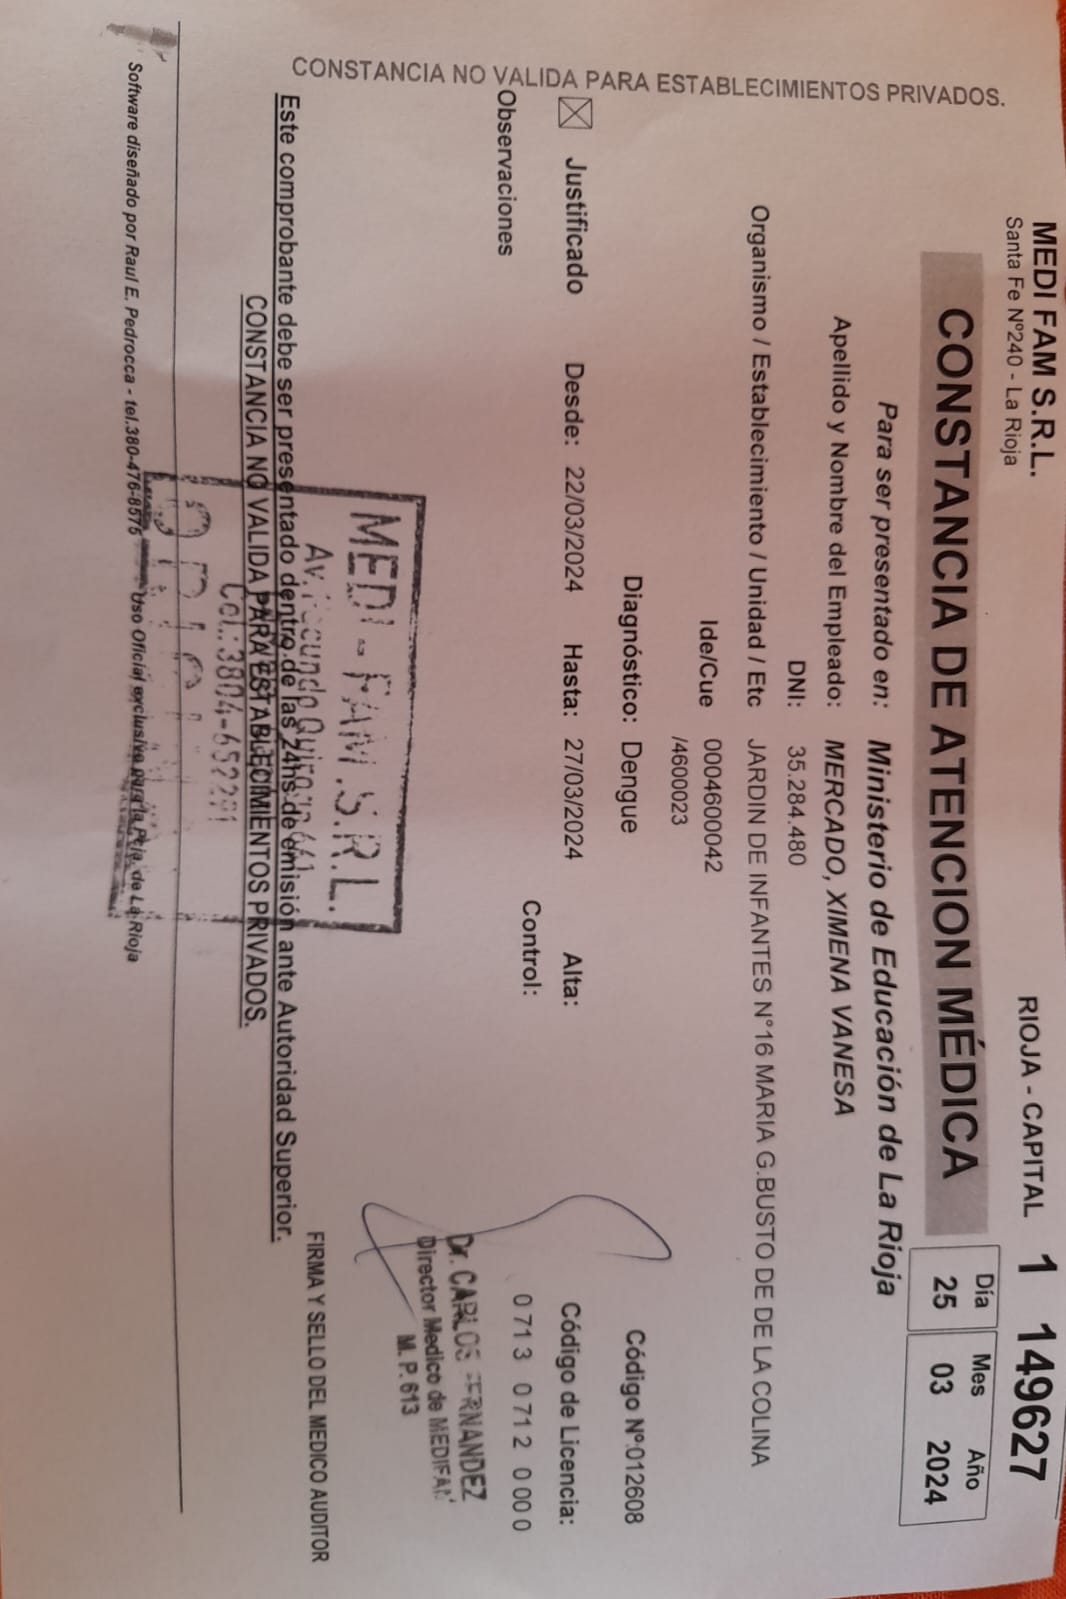 MEDI FAM S.R.L.
Santa Fe Nº240 - La Rioja
RIOJA - CAPITAL 1 149627
CONSTANCIA DE ATENCION MÉDICA
Día Mes Año
25 03 2024
Para ser presentado en: Ministerio de Educación de La Rioja
Apellido y Nombre del Empleado: MERCADO, XIMENA VANESA
DNI: 35.284.480
Organismo / Establecimiento / Unidad / Etc JARDIN DE INFANTES N°16 MARIA G.BUSTO DE DE LA COLINA
Ide/Cue 0004600042
/4600023
Diagnóstico: Dengue Código Nº:012608
Justificado Desde: 22/03/2024 Hasta: 27/03/2024 Alta: Código de Licencia:
Control: 0713 0712 0000
Observaciones
Dr. CARLOS FERNANDEZ
Director Medico de MEDIFAM
M. P. 613
MEDI-FAM S.R.L.
Av. Quiroga
Cel.: 3804-65
FIRMA Y SELLO DEL MEDICO AUDITOR
Este comprobante debe ser presentado dentro de las 24hs de emisión ante Autoridad Superior.
CONSTANCIA NO VALIDA PARA ESTABLECIMIENTOS PRIVADOS.
Software diseñado por Raul E. Pedrocca - tel.380-476-8575 Uso Oficial exclusivo para la Pcia. de La Rioja
CONSTANCIA NO VALIDA PARA ESTABLECIMIENTOS PRIVADOS.